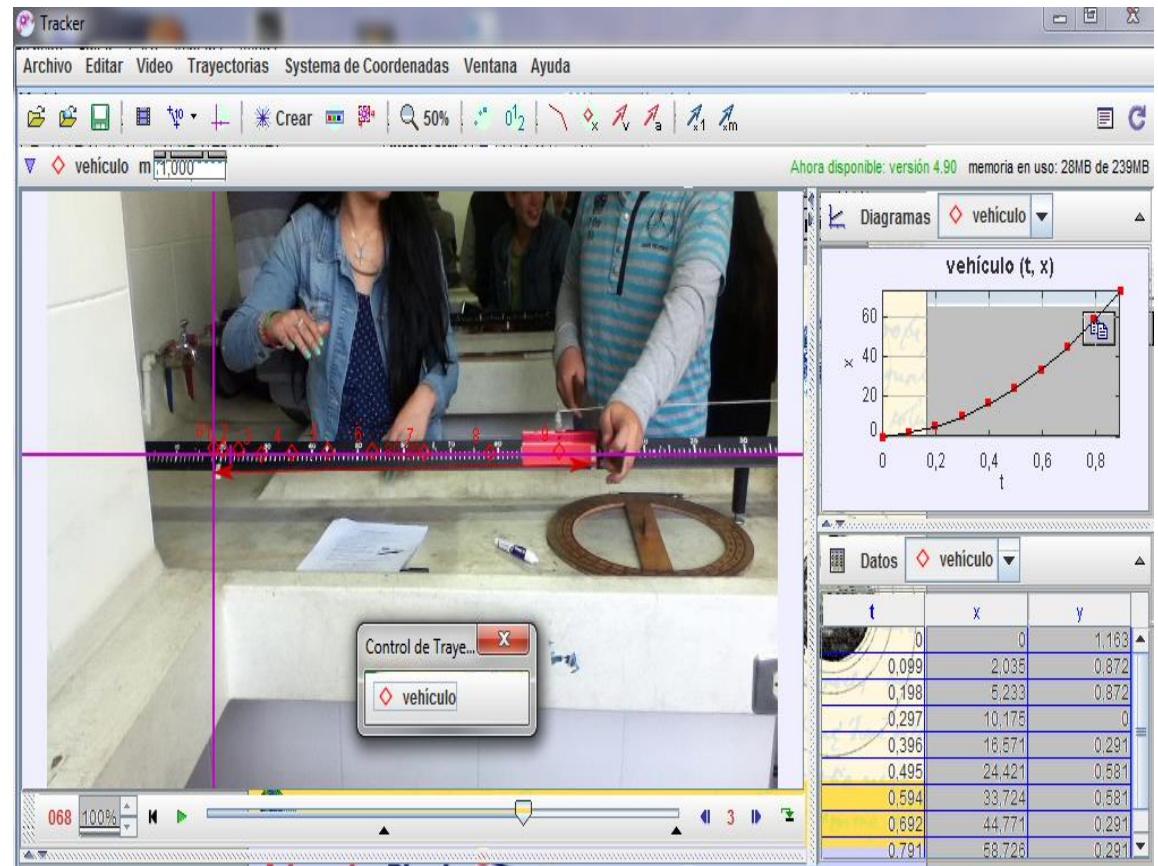 Tracker
Archivo Editar Video Trayectorias Systema de Coordenadas Ventana Ayuda
Crear 50%
vehículo m 1,000 Ahora disponible: versión 4.90 memoria en uso: 28MB de 239MB
Diagramas vehículo
vehículo (t, x)
60
40
x
20
0
0 0,2 0,4 0,6 0,8
t
Datos vehículo
t x y
0 0 1,163
0,099 2,035 0,872
0,198 5,233 0,872
0,297 10,175 0
0,396 16,571 0,291
0,495 24,421 0,581
0,594 33,724 0,581
0,692 44,771 0,291
0,791 58,726 0,291
Control de Traye...
vehículo
068 100% 3